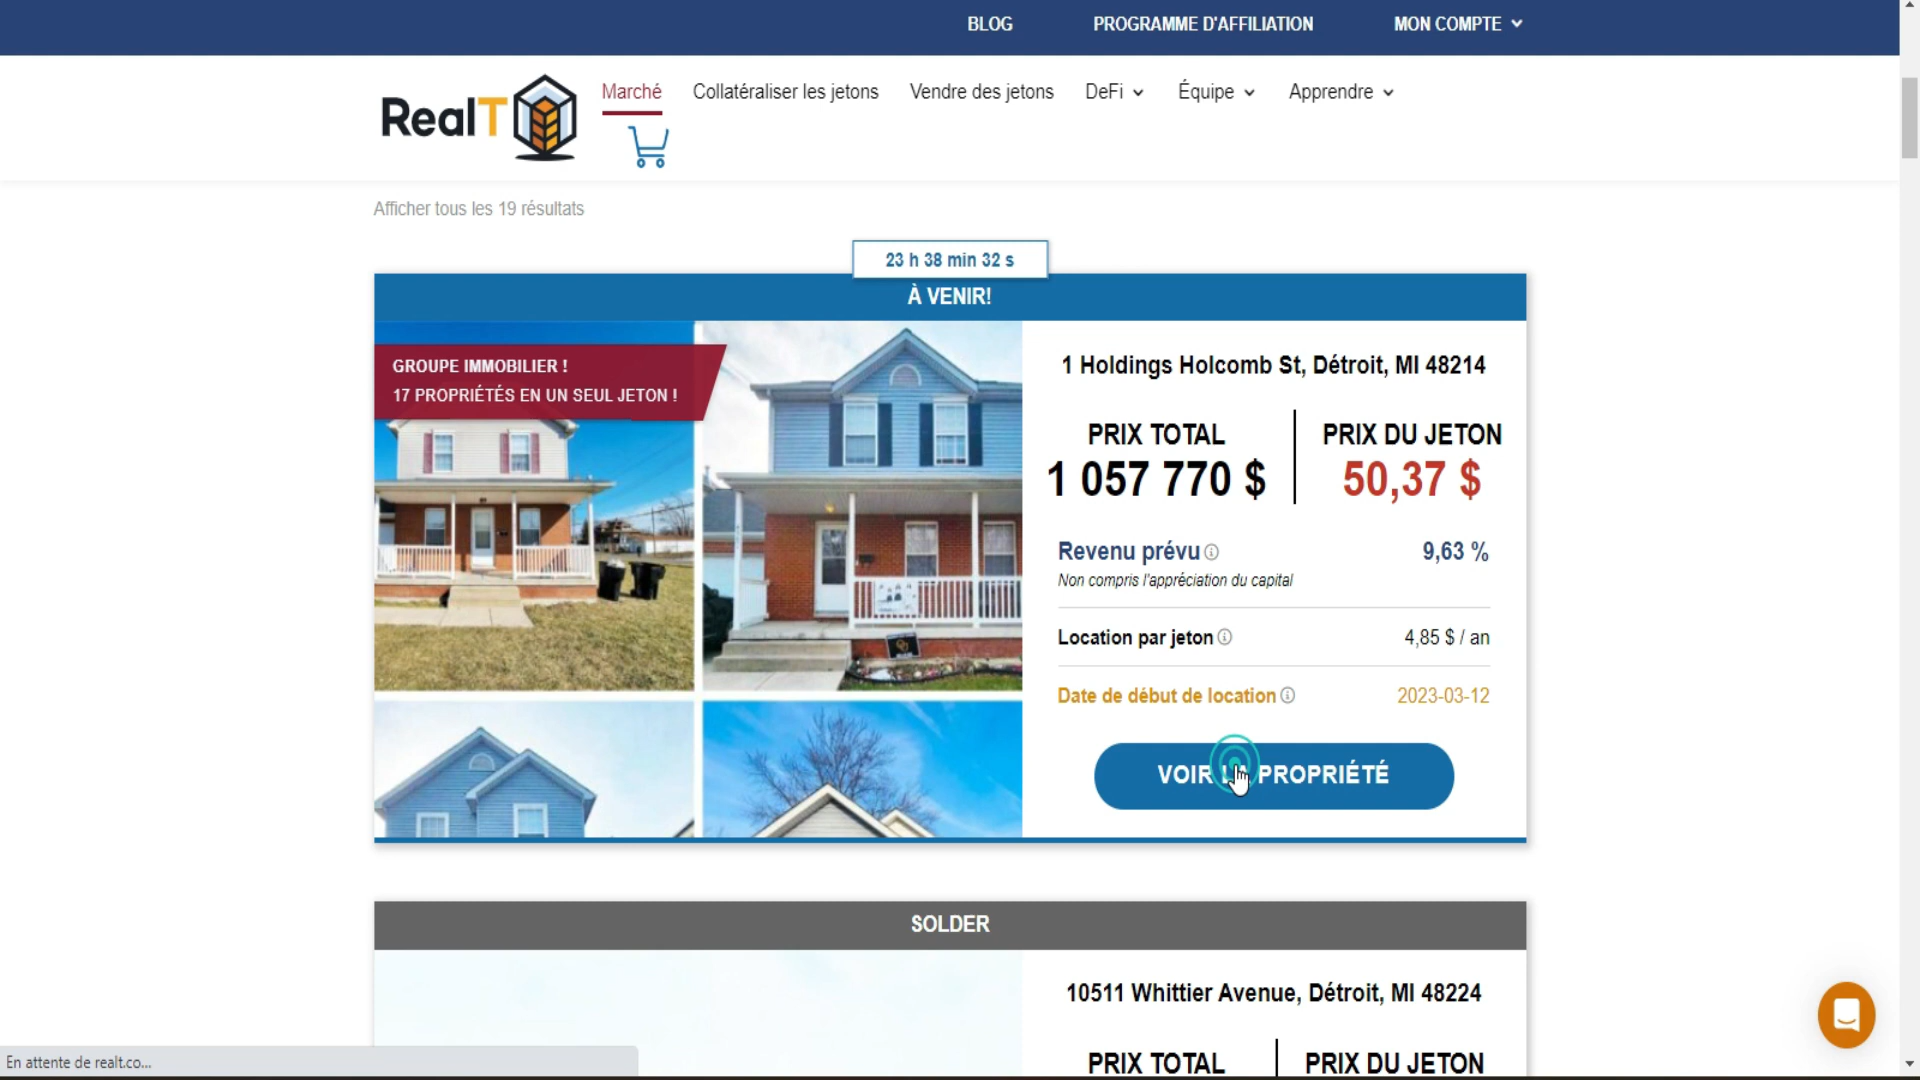 BLOG
PROGRAMME D'AFFILIATION
MON COMPTE
RealT
Marché
Collatéraliser les jetons
Vendre des jetons
DeFi
Équipe
Apprendre
Afficher tous les 19 résultats
23 h 38 min 32 s
À VENIR!
GROUPE IMMOBILIER !
17 PROPRIÉTÉS EN UN SEUL JETON !
1 Holdings Holcomb St, Détroit, MI 48214
PRIX TOTAL
1 057 770 $
PRIX DU JETON
50,37 $
Revenu prévu
9,63 %
Non compris l'appréciation du capital
Location par jeton
4,85 $ / an
Date de début de location
2023-03-12
VOIR LA PROPRIÉTÉ
SOLDER
10511 Whittier Avenue, Détroit, MI 48224
PRIX TOTAL
PRIX DU JETON
En attente de realt.co...